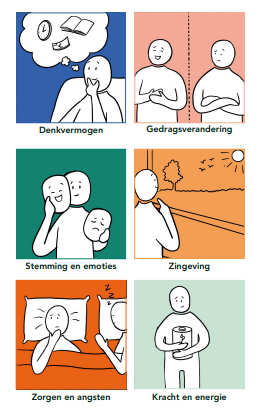 Denkvermogen
Gedragsverandering
Stemming en emoties
Zingeving
z z z
Zorgen en angsten
Kracht en energie